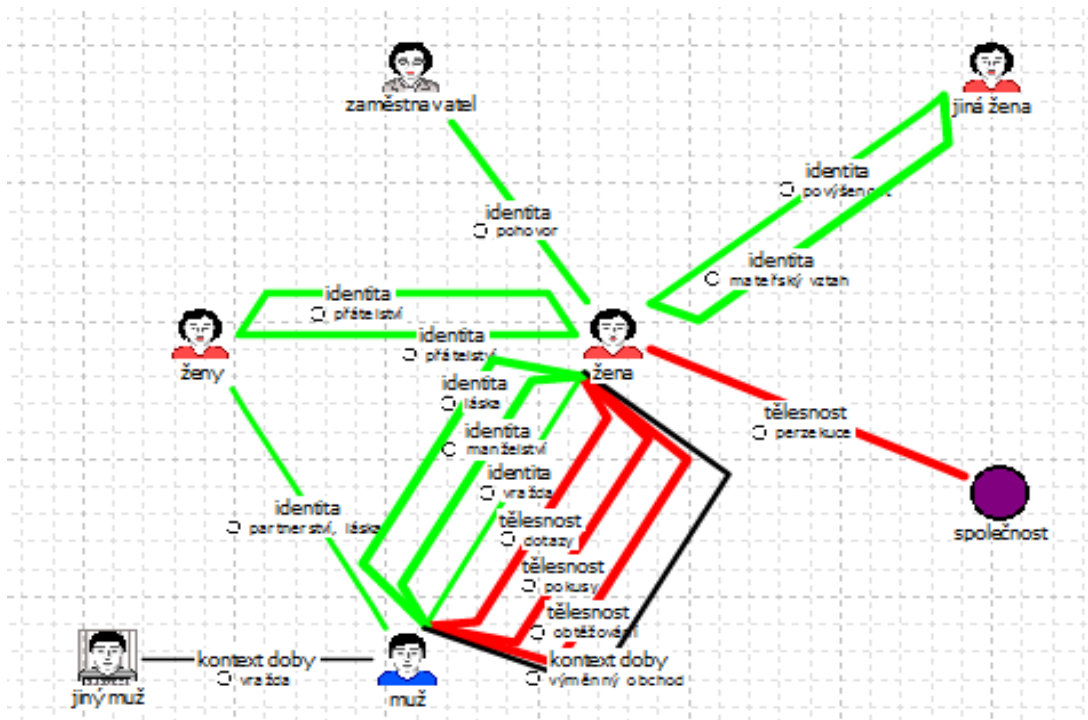 zaměstnavatel
jiná žena
identita
povýšenost
identita
pohovor
identita
mateřský vztah
identita
přátelství
identita
přátelství
ženy
žena
identita
láska
tělesnost
perzekuce
identita
manželství
identita
vražda
identita
partnerství, láska
tělesnost
dotazy
společnost
tělesnost
pokusy
tělesnost
obtěžování
kontext doby
vražda
kontext doby
výměnný obchod
jiný muž
muž